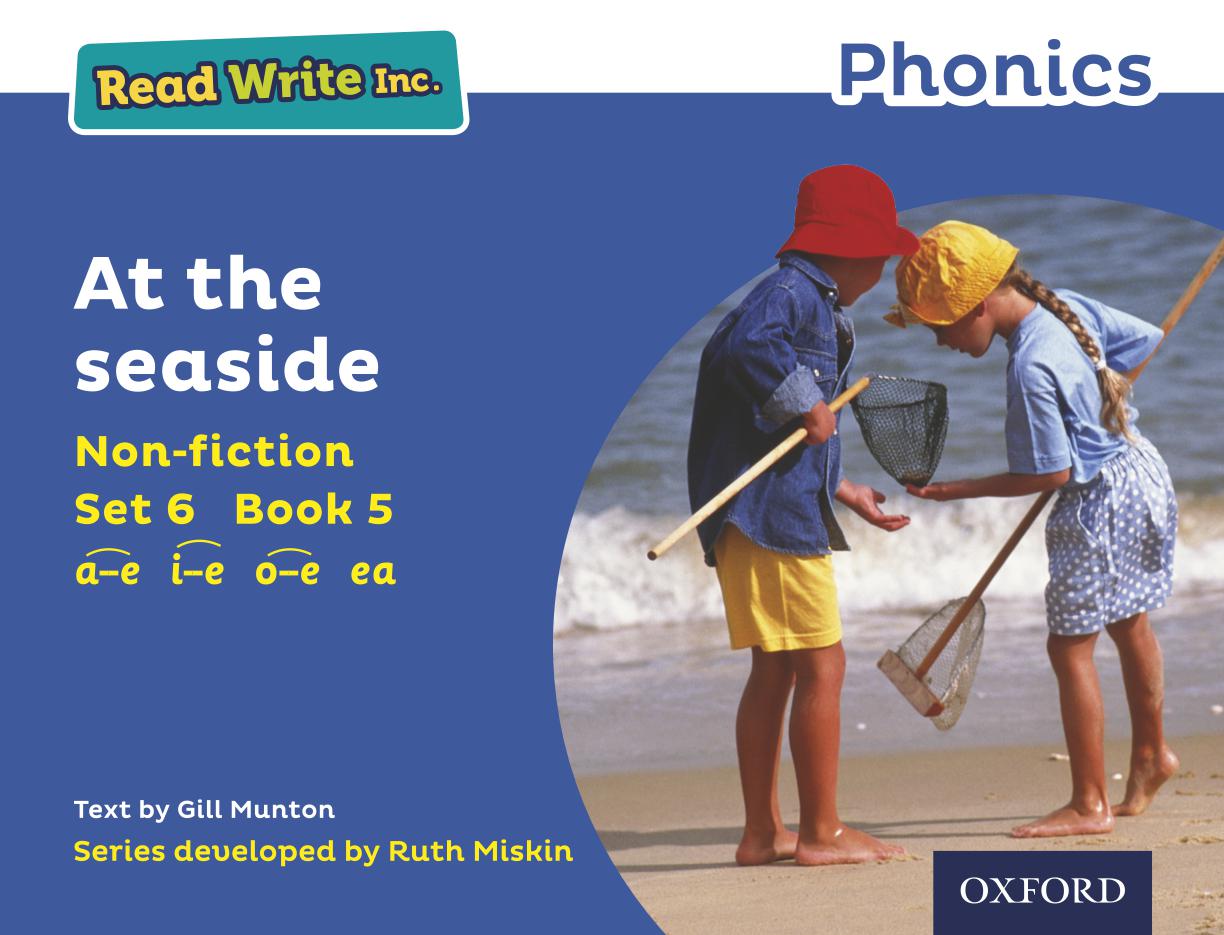 Read Write Inc.
Phonics
At the
seaside
Non-fiction
Set 6 Book 5
a–e i–e o–e ea
Text by Gill Munton
Series developed by Ruth Miskin
OXFORD